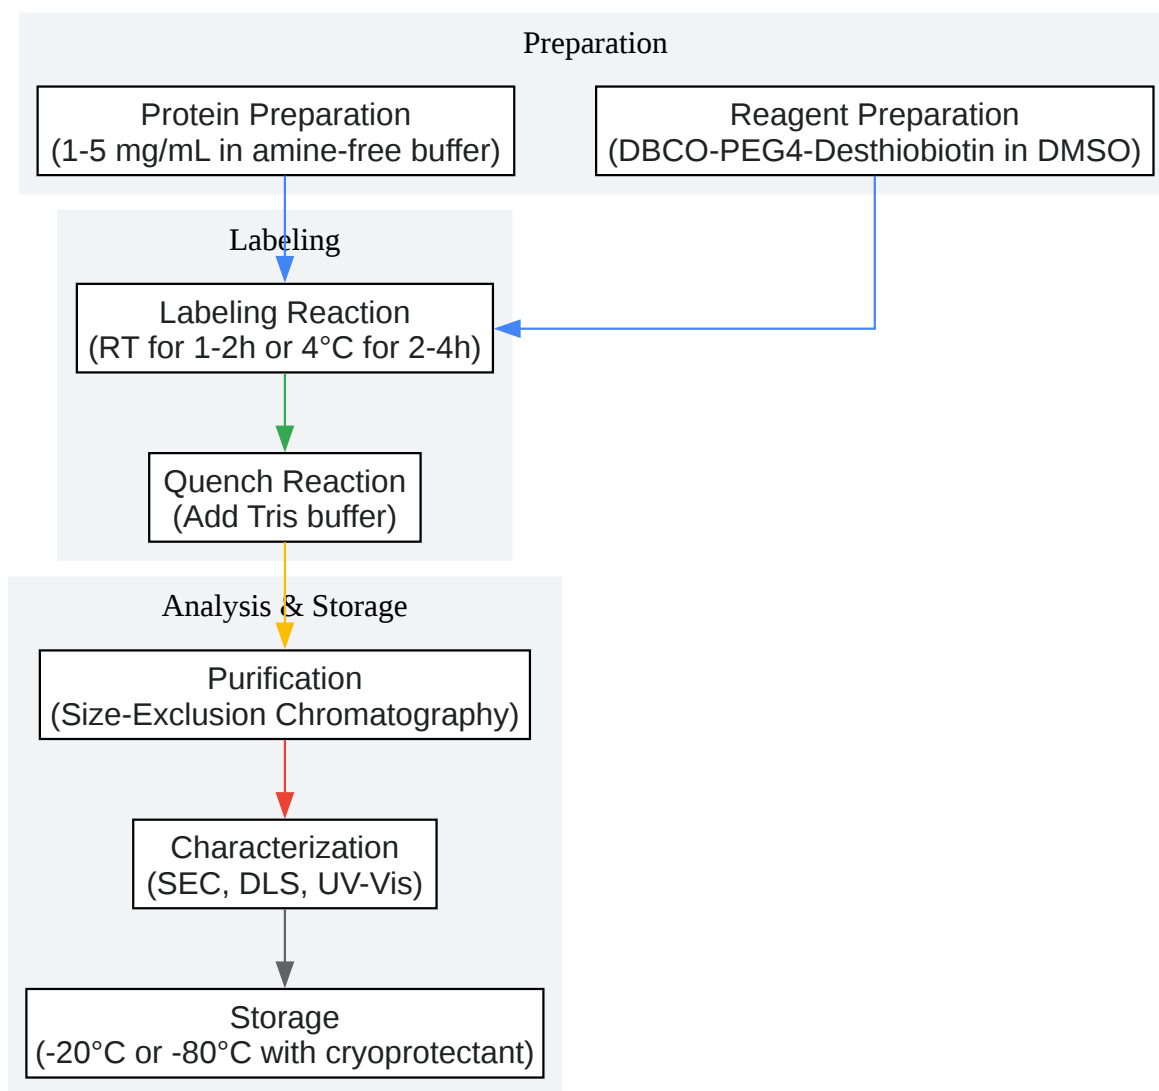 Preparation
Protein Preparation
(1-5 mg/mL in amine-free buffer)
Reagent Preparation
(DBCO-PEG4-Desthiobiotin in DMSO)
Labeling
Labeling Reaction
(RT for 1-2h or 4°C for 2-4h)
Quench Reaction
(Add Tris buffer)
Analysis & Storage
Purification
(Size-Exclusion Chromatography)
Characterization
(SEC, DLS, UV-Vis)
Storage
(-20°C or -80°C with cryoprotectant)